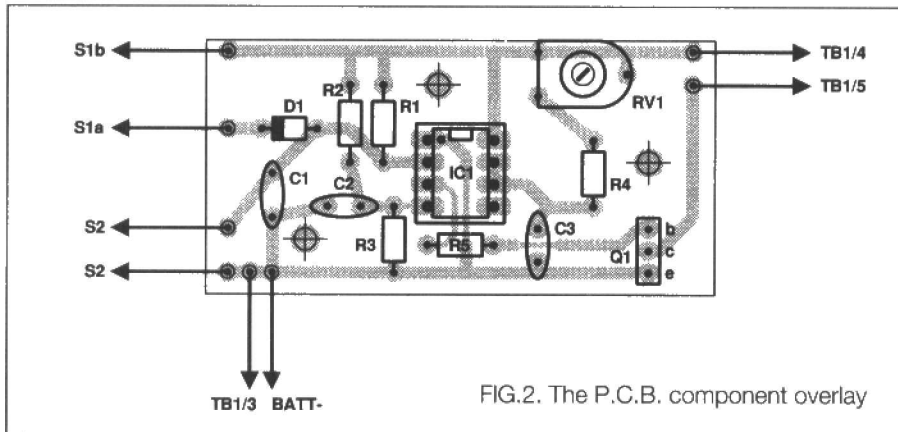 S1b
TB1/4
R2
R1
RV1
TB1/5
D1
S1a
IC1
C1
C2
R4
S2
R3
R5
C3
b
Q1
c
S2
e
TB1/3 BATT-
FIG.2. The P.C.B. component overlay